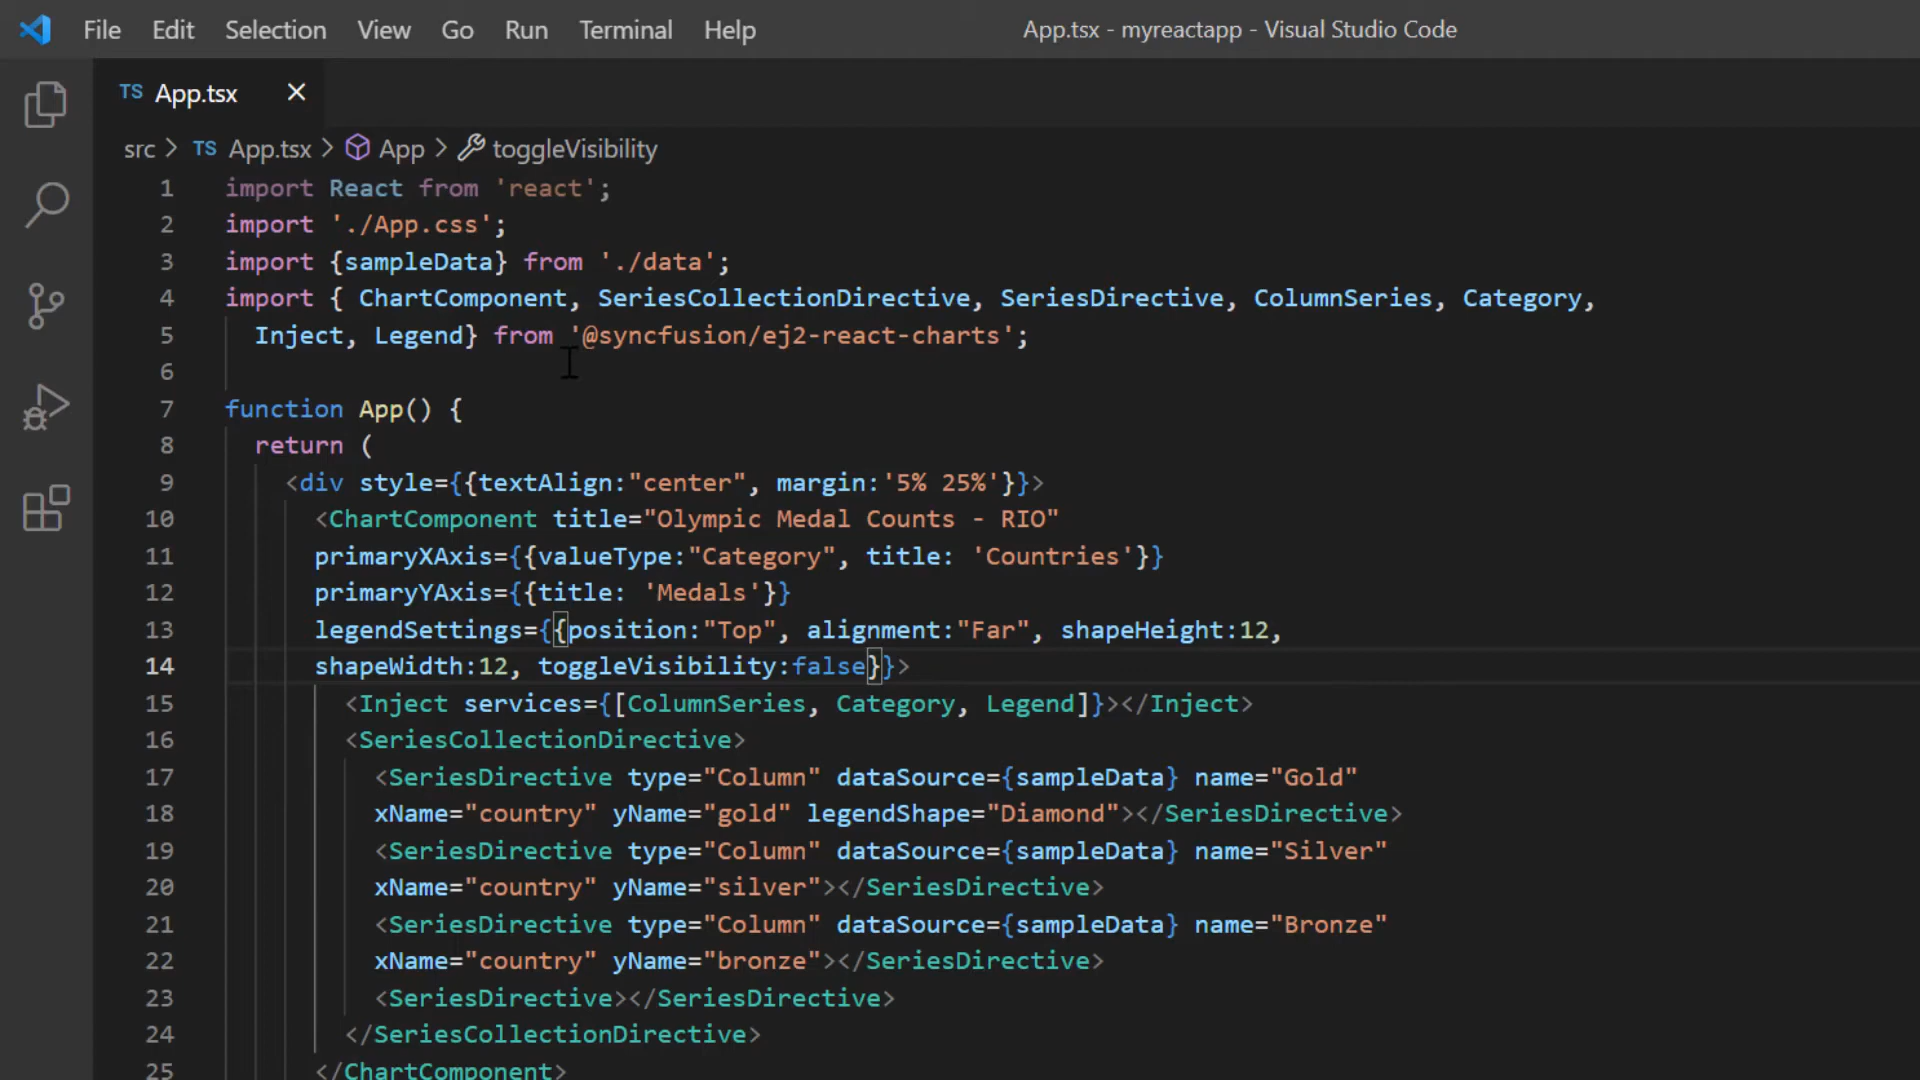 File Edit Selection View Go Run Terminal Help App.tsx - myreactapp - Visual Studio Code
TS App.tsx ×
src > TS App.tsx > App > toggleVisibility
1 import React from 'react';
2 import './App.css';
3 import {sampleData} from './data';
4 import { ChartComponent, SeriesCollectionDirective, SeriesDirective, ColumnSeries, Category,
5 Inject, Legend} from '@syncfusion/ej2-react-charts';
6
7 function App() {
8 return (
9 <div style={{textAlign:"center", margin:'5% 25%'}}>
10 <ChartComponent title="Olympic Medal Counts - RIO"
11 primaryXAxis={{valueType:"Category", title: 'Countries'}}
12 primaryYAxis={{title: 'Medals'}}
13 legendSettings={{position:"Top", alignment:"Far", shapeHeight:12,
14 shapeWidth:12, toggleVisibility:false}}>
15 <Inject services={[ColumnSeries, Category, Legend]}></Inject>
16 <SeriesCollectionDirective>
17 <SeriesDirective type="Column" dataSource={sampleData} name="Gold"
18 xName="country" yName="gold" legendShape="Diamond"></SeriesDirective>
19 <SeriesDirective type="Column" dataSource={sampleData} name="Silver"
20 xName="country" yName="silver"></SeriesDirective>
21 <SeriesDirective type="Column" dataSource={sampleData} name="Bronze"
22 xName="country" yName="bronze"></SeriesDirective>
23 <SeriesDirective></SeriesDirective>
24 </SeriesCollectionDirective>
25 </ChartComponent>